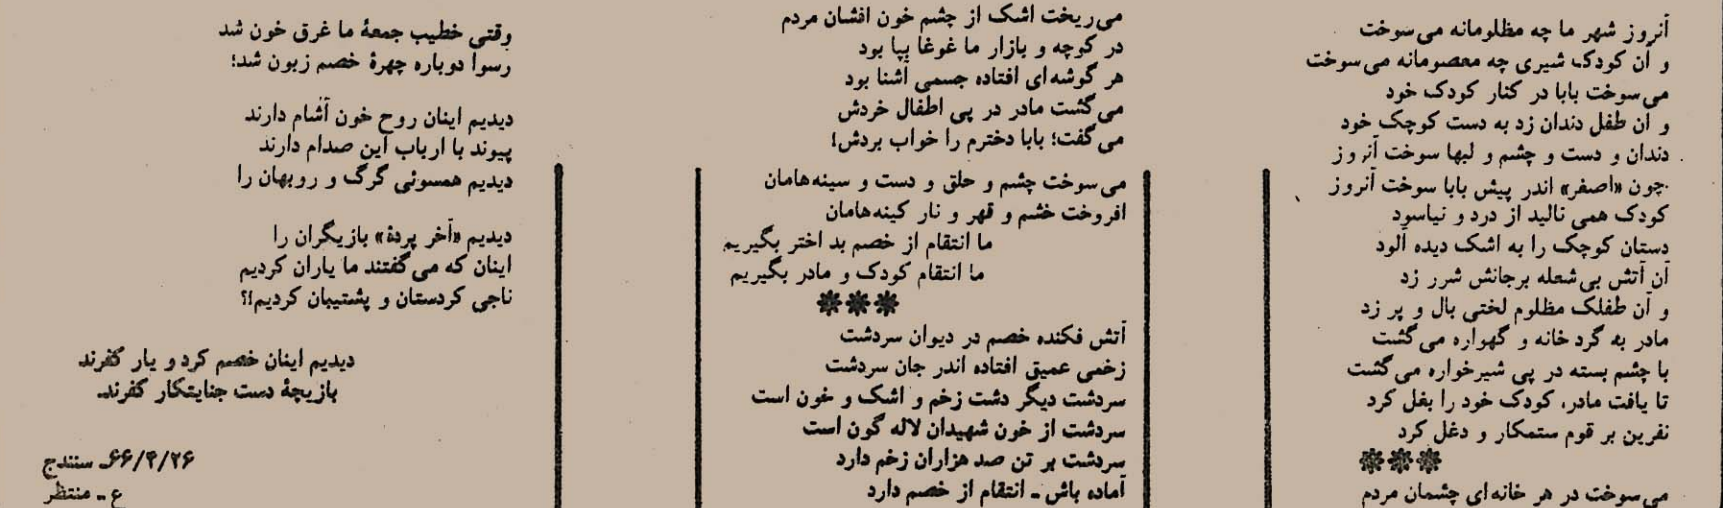 آنروز شهر ما چه مظلومانه می‌سوخت
و آن کودک شیری چه معصومانه می‌سوخت
می‌سوخت بابا در کنار کودک خود
و آن طفل دندان زد به دست کوچک خود
دندان و دست و چشم و لبها سوخت آنروز
چون «اصغر» اندر پیش بابا سوخت آنروز
کودک همی نالید از درد و نیاسود
دستان کوچک را به اشک دیده آلود
آن آتش بی‌شعله برجانش شرر زد
و آن طفلک مظلوم لختی بال و پر زد
مادر به گرد خانه و گهواره می‌گشت
با چشم بسته در پی شیرخواره می‌گشت
تا یافت مادر، کودک خود را بغل کرد
نفرین بر قوم ستمکار و دغل کرد
***
می‌سوخت در هر خانه‌ای چشمان مردم
می‌ریخت اشک از چشم خون افشان مردم
در کوچه و بازار ما غوغا بپا بود
هر گوشه‌ای افتاده جسمی آشنا بود
می‌گشت مادر در پی اطفال خردش
می‌گفت؛ بابا دخترم را خواب بردش!
می‌سوخت چشم و حلق و دست و سینه‌هامان
افروخت خشم و قهر و نار کینه‌هامان
ما انتقام از خصم بد اختر بگیریم
ما انتقام کودک و مادر بگیریم
***
آتش فکنده خصم در دیوان سردشت
زخمی عمیق افتاده اندر جان سردشت
سردشت دیگر دشت زخم و اشک و خون است
سردشت از خون شهیدان لاله گون است
سردشت بر تن صد هزاران زخم دارد
آماده باش ـ انتقام از خصم دارد
وقتی خطیب جمعهٔ ما غرق خون شد
رسوا دوباره چهرهٔ خصم زبون شد؛
دیدیم اینان روح خون آشام دارند
پیوند با ارباب این صدام دارند
دیدیم همسوئی گرگ و روبهان را
دیدیم «آخر پردهٔ» بازیگران را
اینان که می‌گفتند ما یاران کردیم
ناجی کردستان و پشتیبان کردیم!؟
دیدیم اینان خصم کرد و یار کفرند
بازیچهٔ دست جنایتکار کفرند.
۶۶/۴/۲۶ـ سنندج
ع ـ منتظر